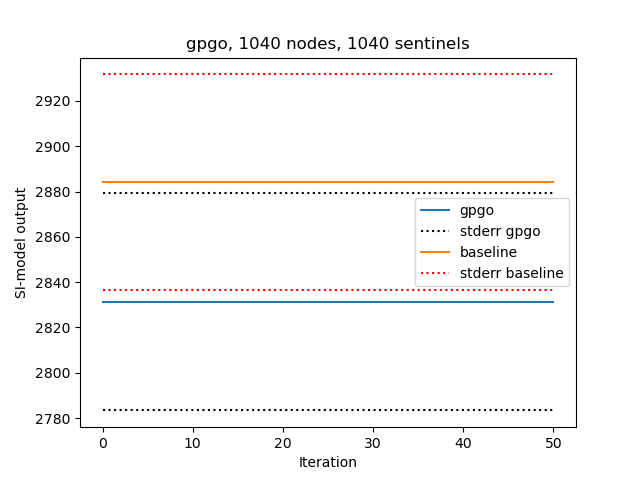 gpgo, 1040 nodes, 1040 sentinels
SI-model output
2920
2900
2880
2860
2840
2820
2800
2780
gpgo
stderr gpgo
baseline
stderr baseline
0 10 20 30 40 50
Iteration